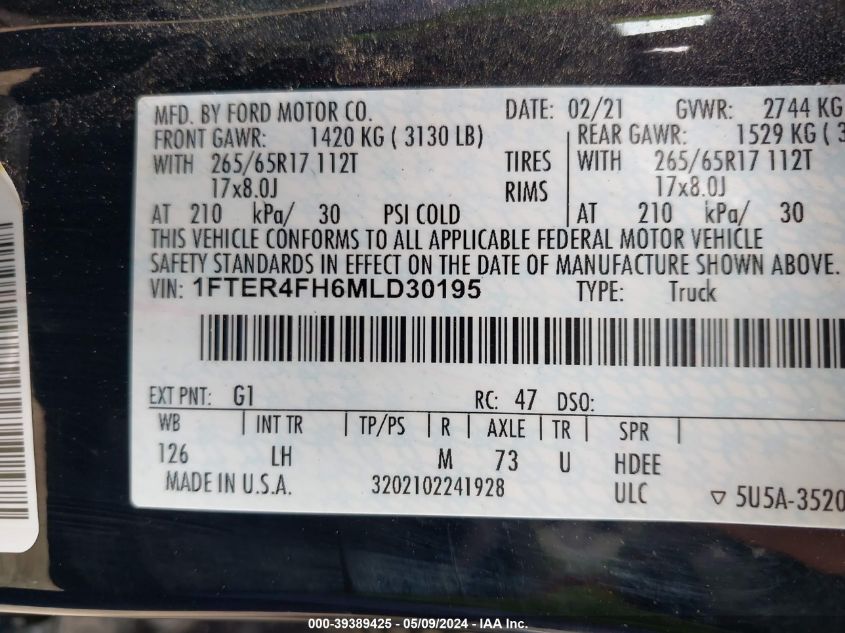 MFD. BY FORD MOTOR CO. DATE: 02/21 GVWR: 2744 KG
FRONT GAWR: 1420 KG ( 3130 LB) REAR GAWR: 1529 KG ( 3
WITH 265/65R17 112T TIRES WITH 265/65R17 112T
17x8.0J RIMS 17x8.0J
AT 210 kPa/ 30 PSI COLD AT 210 kPa/ 30
THIS VEHICLE CONFORMS TO ALL APPLICABLE FEDERAL MOTOR VEHICLE
SAFETY STANDARDS IN EFFECT ON THE DATE OF MANUFACTURE SHOWN ABOVE.
VIN: 1FTER4FH6MLD30195 TYPE: Truck
EXT PNT: G1 RC: 47 DSO:
WB INT TR TP/PS R AXLE TR SPR
126 LH M 73 U HDEE
MADE IN U.S.A. 3202102241928 ULC ▽ 5U5A-3520
000-39389425 - 05/09/2024 - IAA Inc.